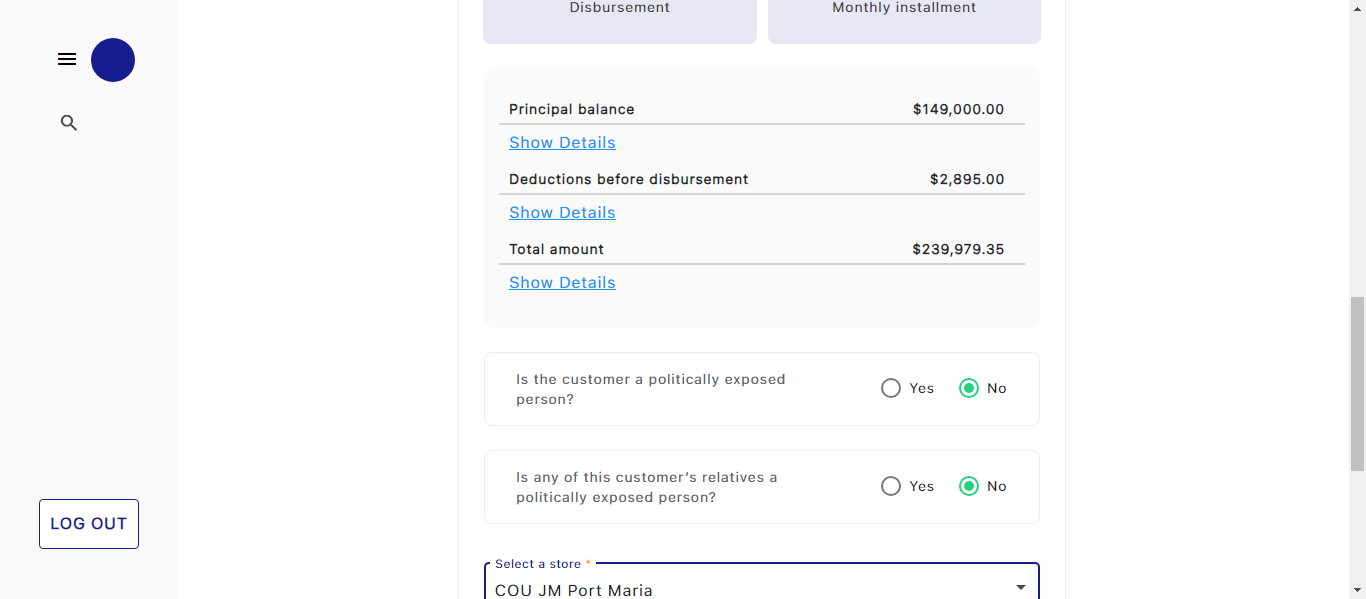 Disbursement
Monthly installment
Principal balance $149,000.00
Show Details
Deductions before disbursement $2,895.00
Show Details
Total amount $239,979.35
Show Details
Is the customer a politically exposed
person?
Yes No
Is any of this customer’s relatives a
politically exposed person?
Yes No
LOG OUT
Select a store *
COU JM Port Maria